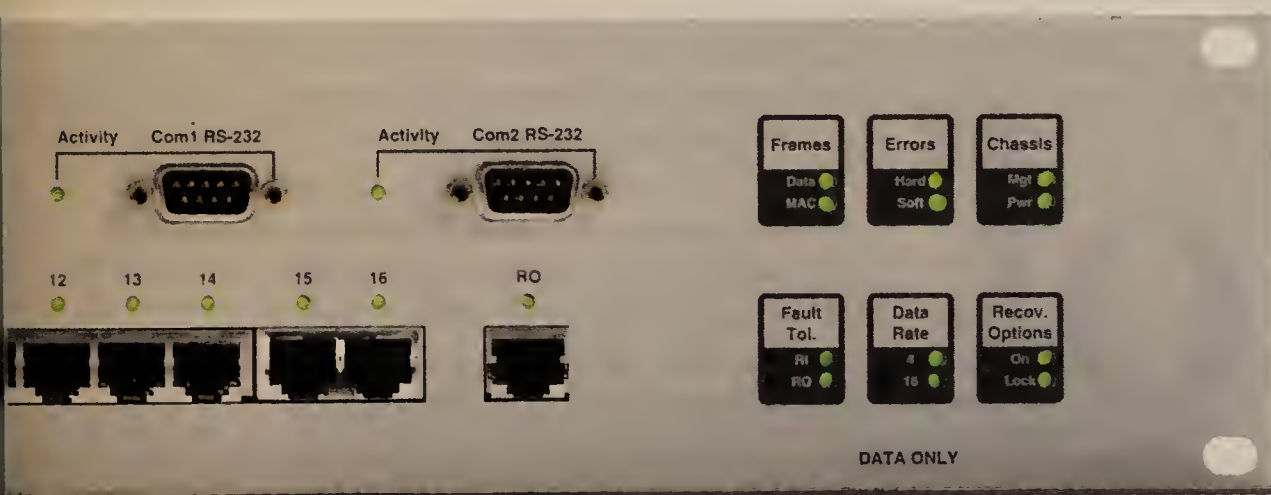 Activity Com1 RS-232
Activity Com2 RS-232
12 13 14 15 16 RO
Frames
Data
MAC
Errors
Hard
Soft
Chassis
Mgt
Pwr
Fault
Tol.
RI
RO
Data
Rate
4
16
Recov.
Options
On
Lock
DATA ONLY